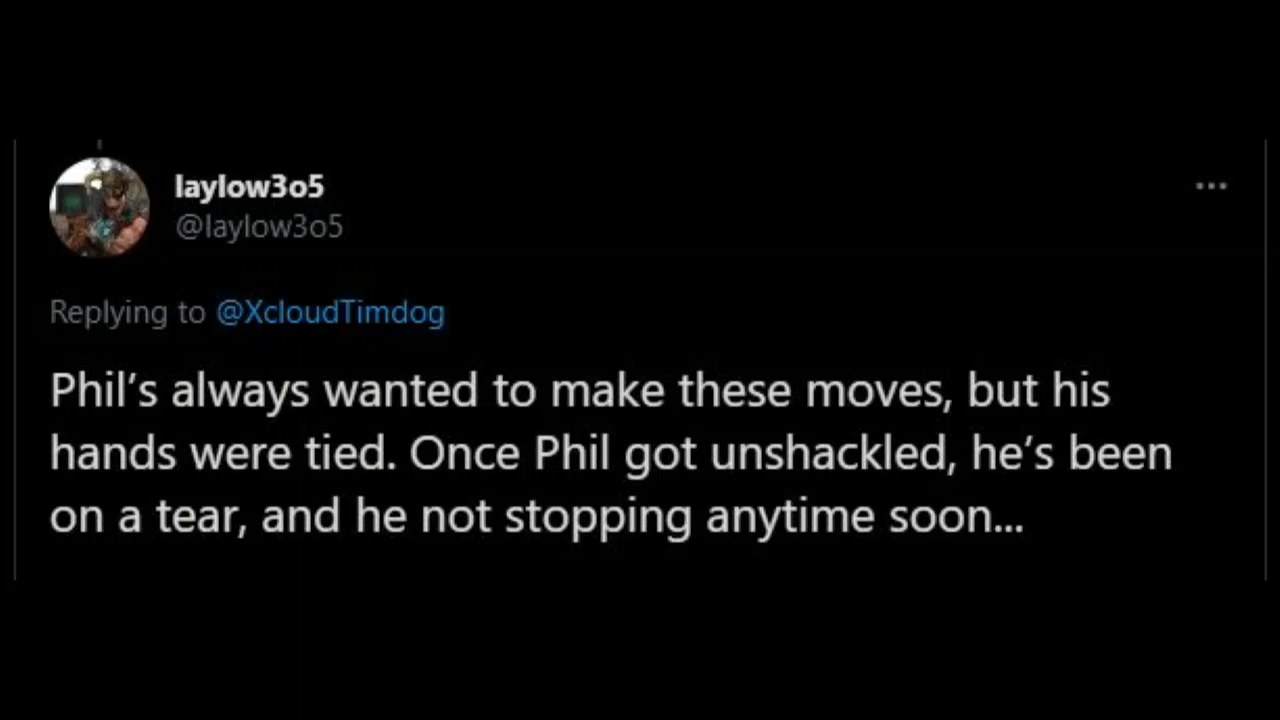 laylow3o5
@laylow3o5
Replying to @XcloudTimdog
Phil's always wanted to make these moves, but his
hands were tied. Once Phil got unshackled, he's been
on a tear, and he not stopping anytime soon...